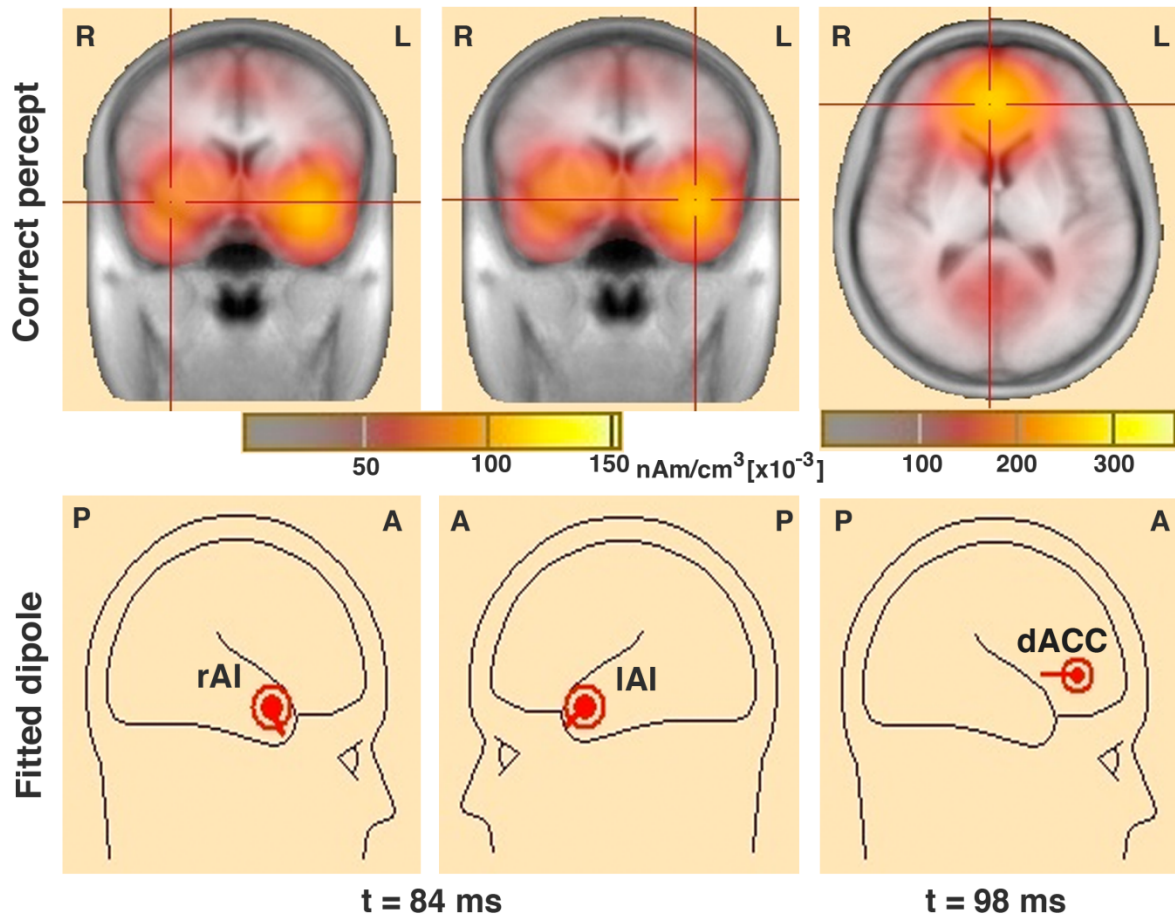 Correct percept
R L
R L
R L
50 100 150 nAm/cm³[x10⁻³]
100 200 300
Fitted dipole
P A
A P
P A
rAI
lAI
dACC
t = 84 ms
t = 98 ms